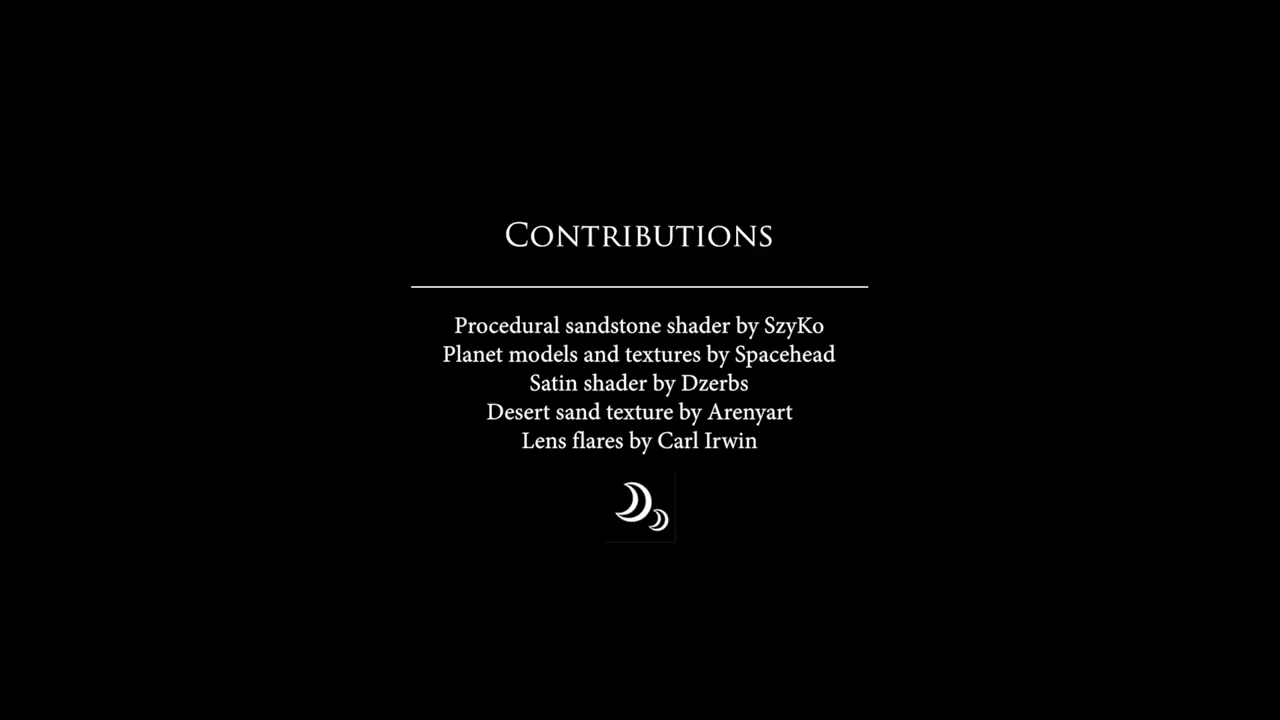 Contributions
Procedural sandstone shader by SzyKo
Planet models and textures by Spacehead
Satin shader by Dzerbs
Desert sand texture by Arenyart
Lens flares by Carl Irwin